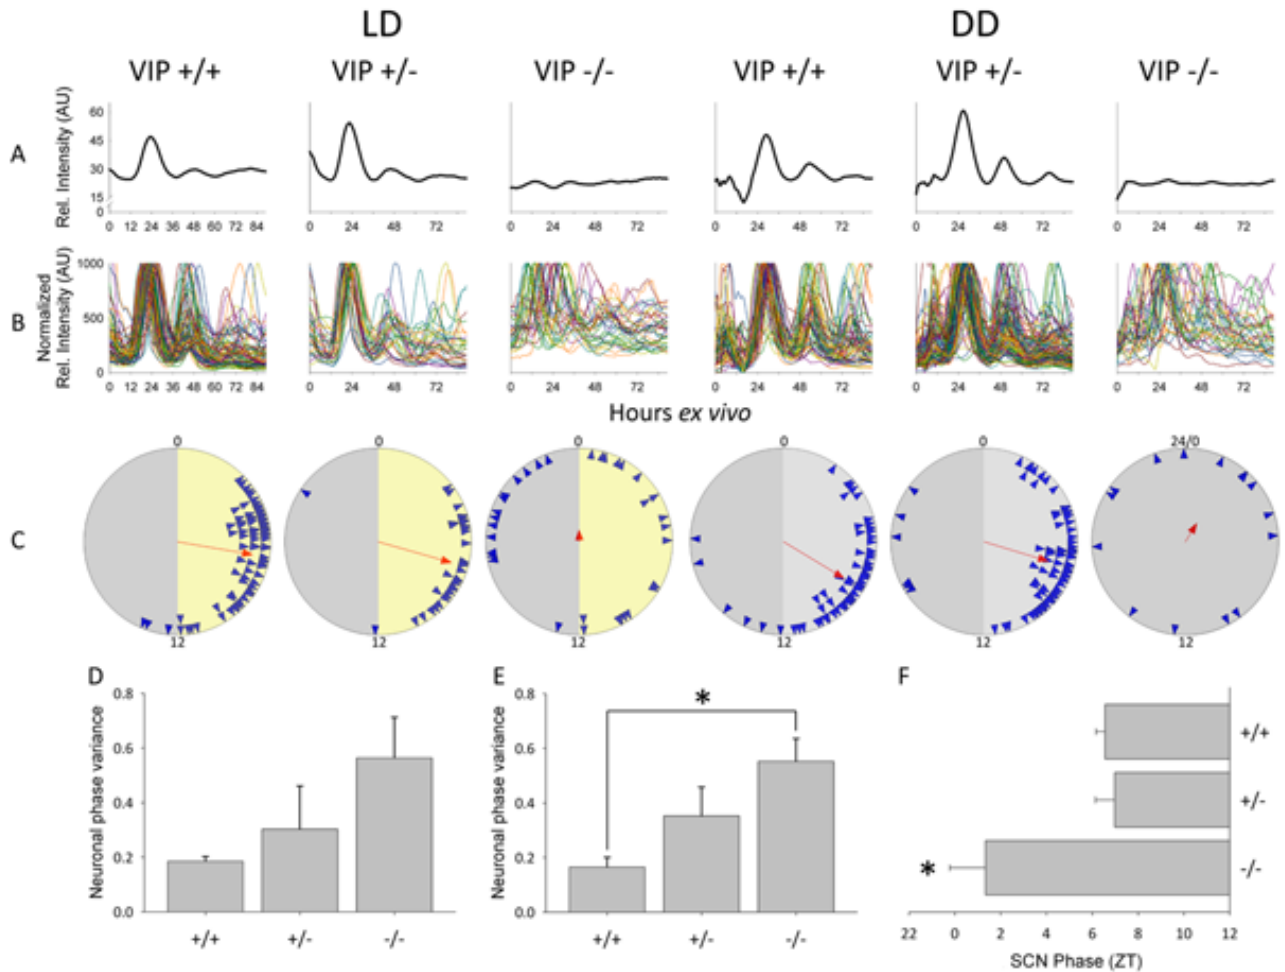 LD DD
VIP +/+ VIP +/- VIP -/- VIP +/+ VIP +/- VIP -/-
A
Rel. Intensity (AU)
60
45
30
15
0
0 12 24 36 48 60 72 84
0 24 48 72
0 24 48 72
0 24 48 72
0 24 48 72
0 24 48 72
B
Normalized
Rel. Intensity (AU)
1000
500
0
0 12 24 36 48 60 72 84
0 24 48 72
0 24 48 72
0 24 48 72
0 24 48 72
0 24 48 72
Hours ex vivo
C
0 0 0 0 0 24/0
12 12 12 12 12 12
D
Neuronal phase variance
0.8
0.6
0.4
0.2
0.0
+/+ +/- -/-
E
Neuronal phase variance
0.8
0.6
0.4
0.2
0.0
*
+/+ +/- -/-
F
+/+
+/-
* -/-
22 0 2 4 6 8 10 12
SCN Phase (ZT)